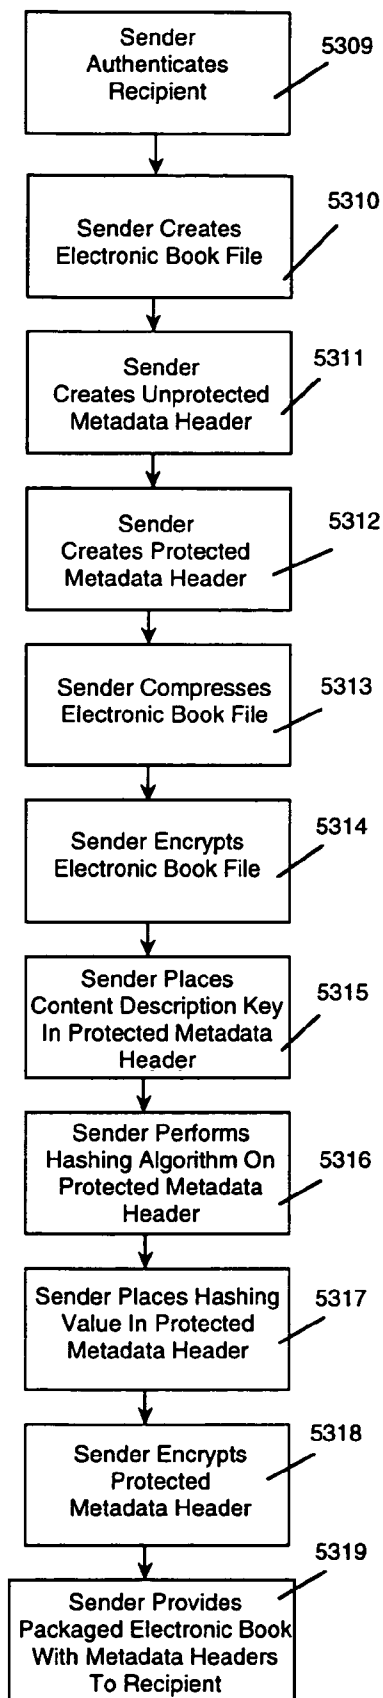 Sender
Authenticates
Recipient
5309
Sender Creates
Electronic Book File
5310
Sender
Creates Unprotected
Metadata Header
5311
Sender
Creates Protected
Metadata Header
5312
Sender Compresses
Electronic Book File
5313
Sender Encrypts
Electronic Book File
5314
Sender Places
Content Description Key
In Protected Metadata
Header
5315
Sender Performs
Hashing Algorithm On
Protected Metadata
Header
5316
Sender Places Hashing
Value In Protected
Metadata Header
5317
Sender Encrypts
Protected
Metadata Header
5318
Sender Provides
Packaged Electronic Book
With Metadata Headers
To Recipient
5319